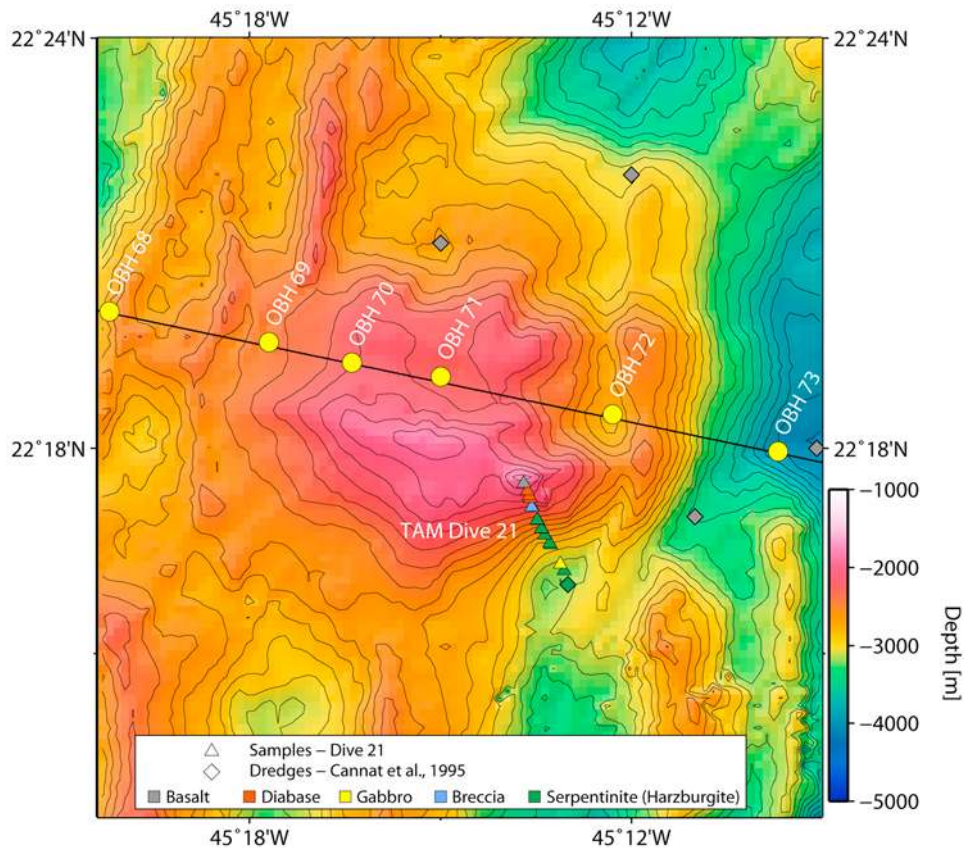 45°18'W 45°12'W
22°24'N 22°24'N
OBH 68
OBH 69
OBH 70
OBH 71
OBH 72
OBH 73
22°18'N 22°18'N
TAM Dive 21
−1000
−2000
−3000
−4000
−5000
Depth [m]
Samples – Dive 21
Dredges – Cannat et al., 1995
Basalt Diabase Gabbro Breccia Serpentinite (Harzburgite)
45°18'W 45°12'W